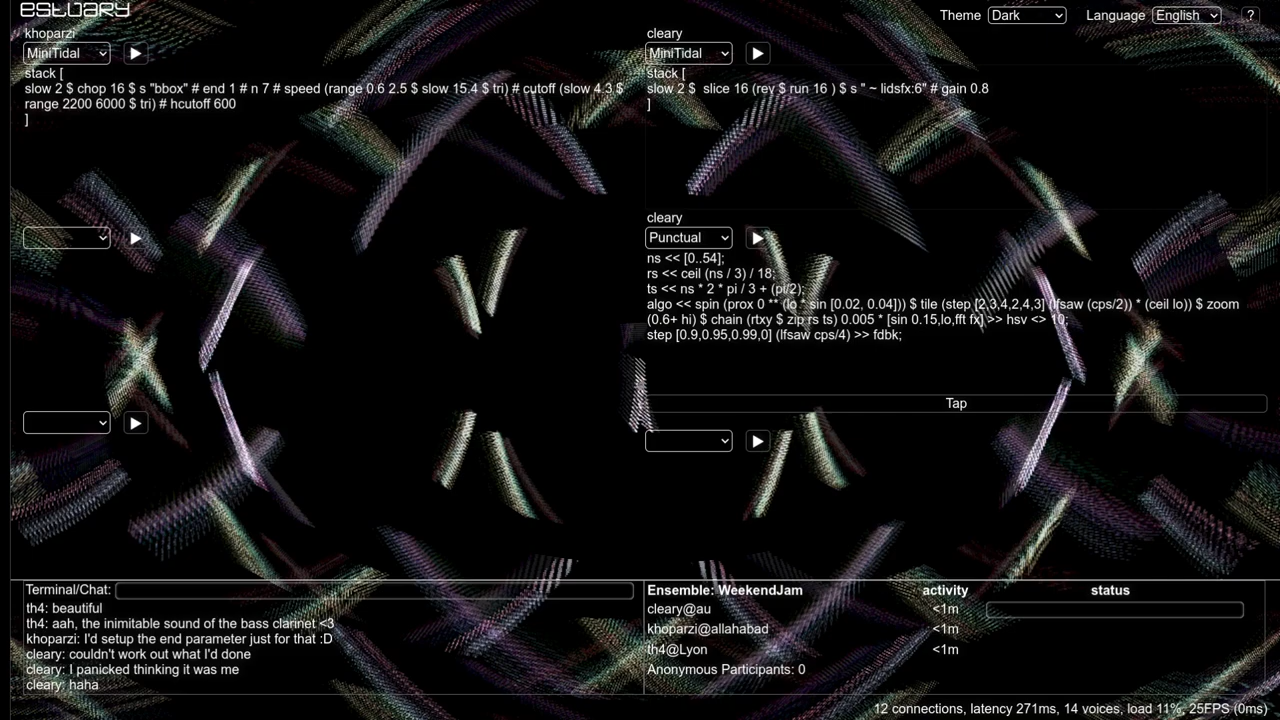 estuary
Theme Dark Language English ?
khoparzi
MiniTidal
stack [
slow 2 $ chop 16 $ s "bbox" # end 1 # n 7 # speed (range 0.6 2.5 $ slow 15.4 $ tri) # cutoff (slow 4.3 $
range 2200 6000 $ tri) # hcutoff 600
]
cleary
MiniTidal
stack [
slow 2 $  slice 16 (rev $ run 16 ) $ s " ~ lidsfx:6" # gain 0.8
]
cleary
Punctual
ns << [0..54];
rs << ceil (ns / 3) / 18;
ts << ns * 2 * pi / 3 + (pi/2);
algo << spin (prox 0 ** (lo * sin [0.02, 0.04])) $ tile (step [2,3,4,2,4,3] (lfsaw (cps/2)) * (ceil lo)) $ zoom
(0.6+ hi) $ chain (rtxy $ zip rs ts) 0.005 * [sin 0.15,lo,fft fx] >> hsv <> 10;
step [0.9,0.95,0.99,0] (lfsaw cps/4) >> fdbk;
Tap
Terminal/Chat:
th4: beautiful
th4: aah, the inimitable sound of the bass clarinet <3
khoparzi: I'd setup the end parameter just for that :D
cleary: couldn't work out what I'd done
cleary: I panicked thinking it was me
cleary: haha
Ensemble: WeekendJam activity status
cleary@au <1m
khoparzi@allahabad <1m
th4@Lyon <1m
Anonymous Participants: 0
12 connections, latency 271ms, 14 voices, load 11%, 25FPS (0ms)